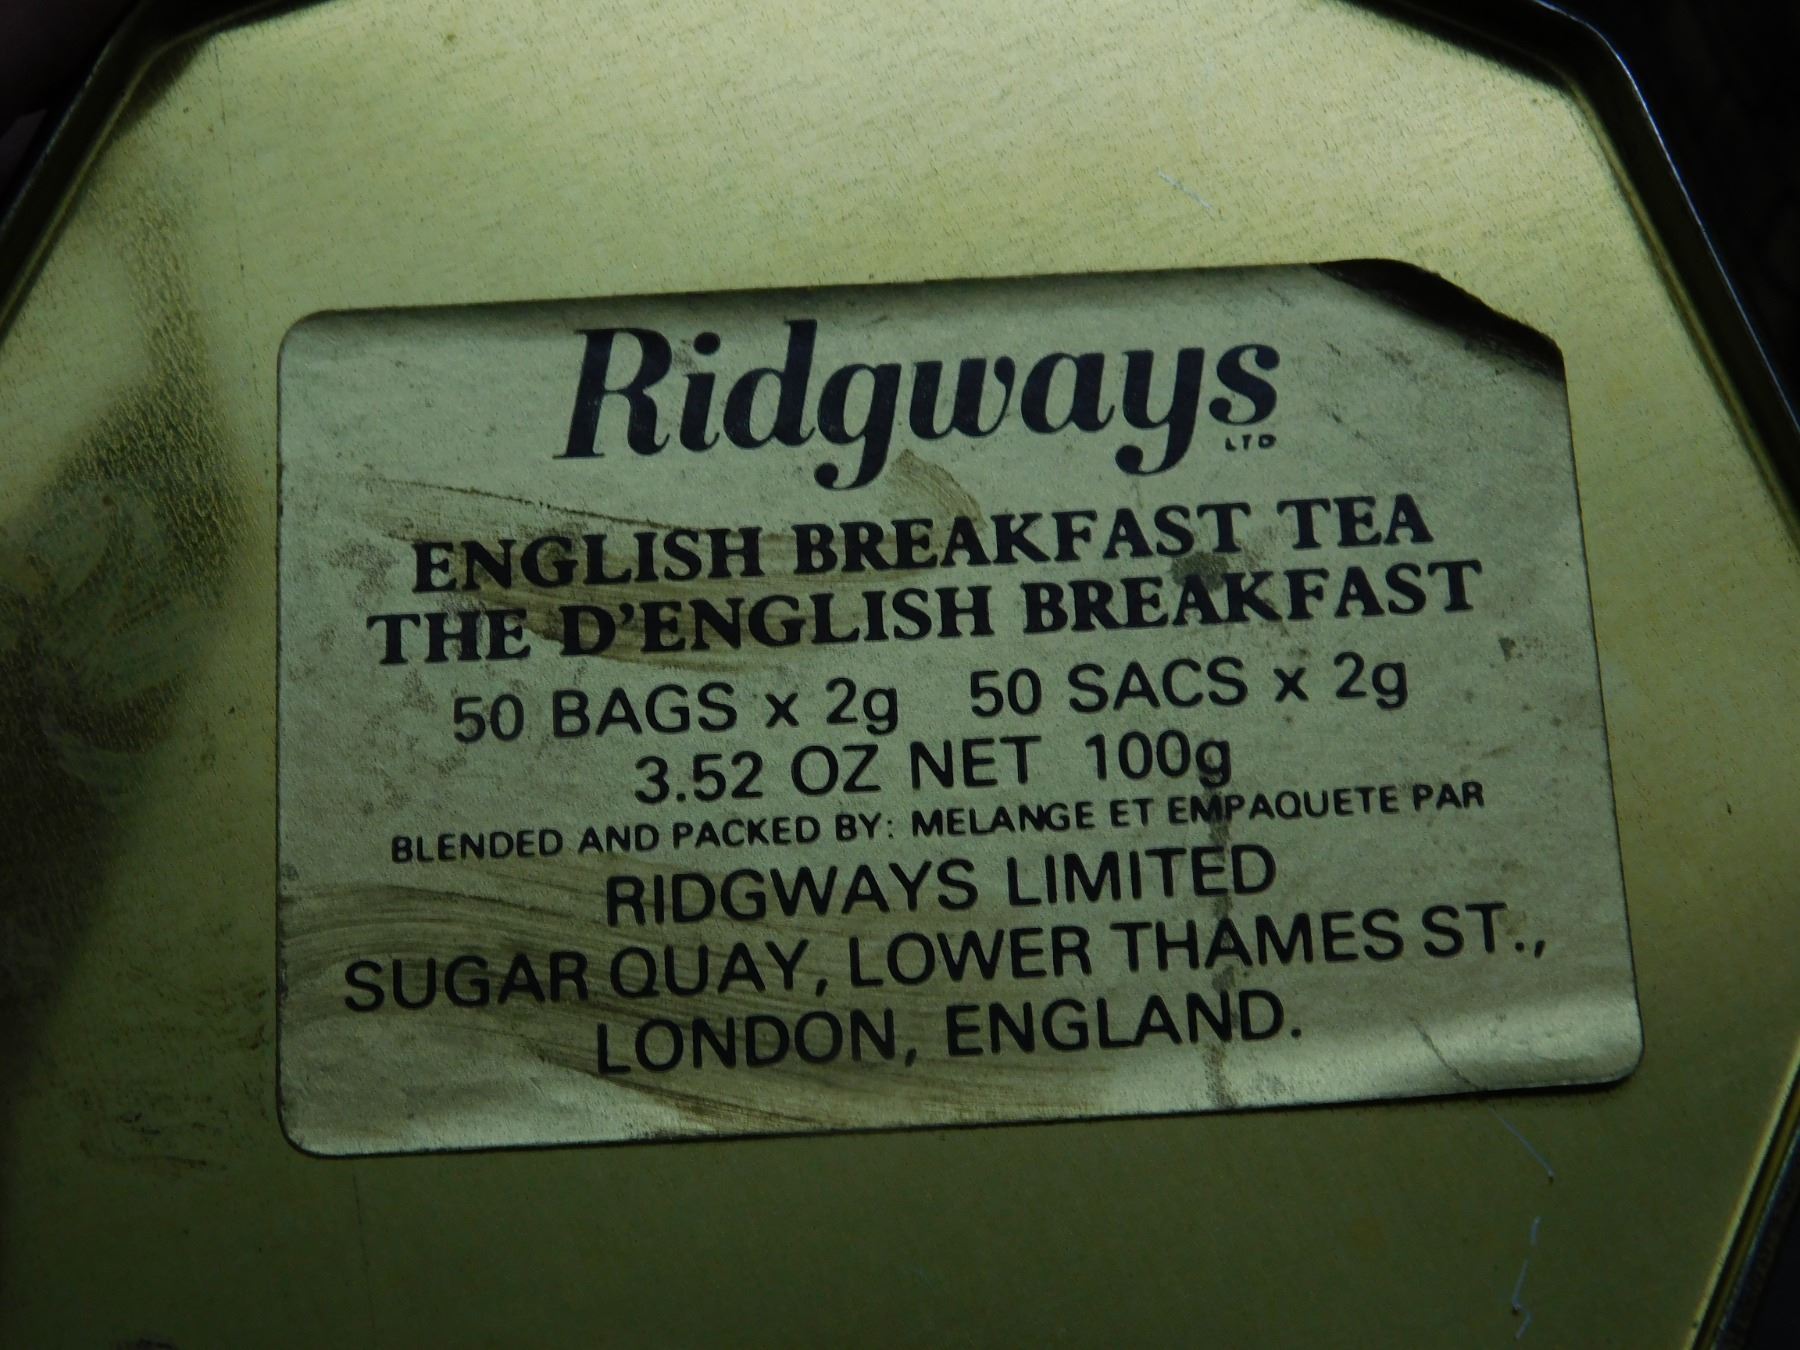 Ridgways
LTD
ENGLISH BREAKFAST TEA
THE D'ENGLISH BREAKFAST
50 BAGS x 2g 50 SACS x 2g
3.52 OZ NET 100g
BLENDED AND PACKED BY: MELANGE ET EMPAQUETE PAR
RIDGWAYS LIMITED
SUGAR QUAY, LOWER THAMES ST.,
LONDON, ENGLAND.